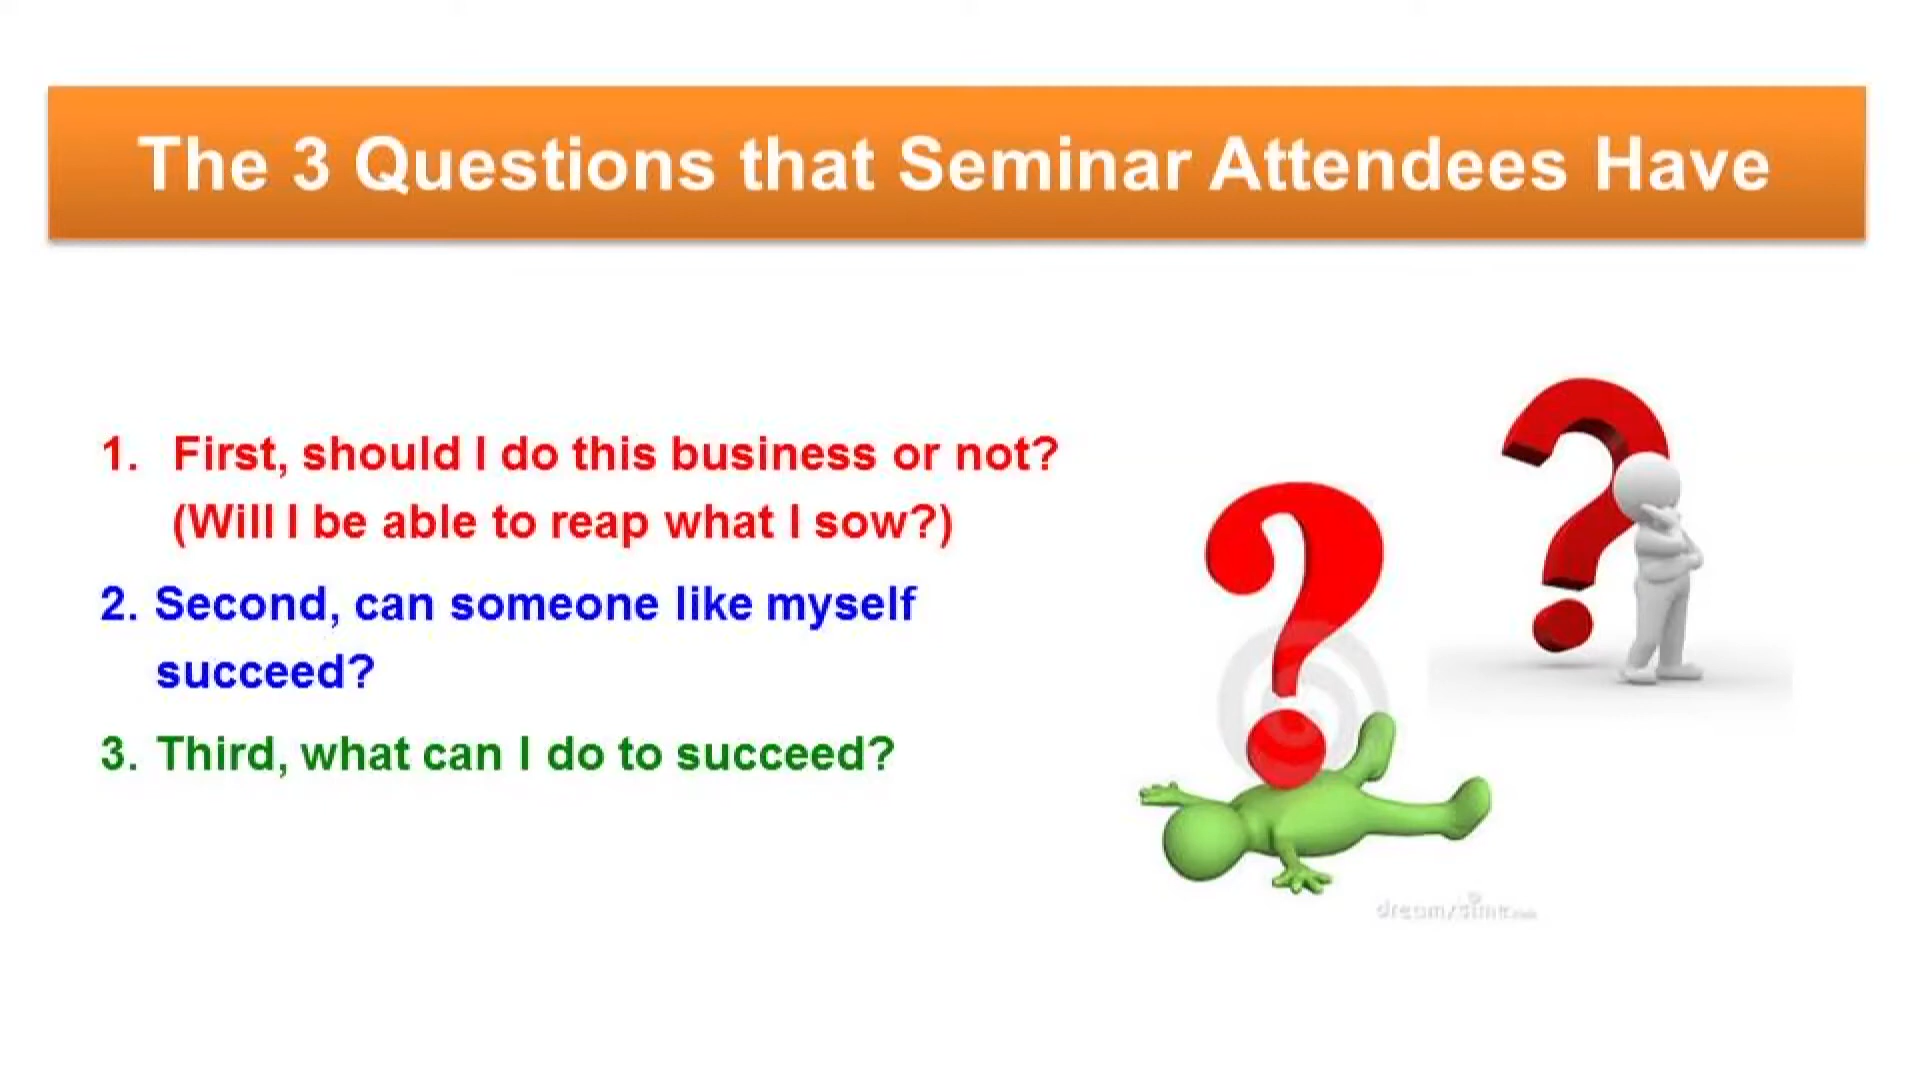 The 3 Questions that Seminar Attendees Have
1. First, should I do this business or not?
(Will I be able to reap what I sow?)
2. Second, can someone like myself
succeed?
3. Third, what can I do to succeed?